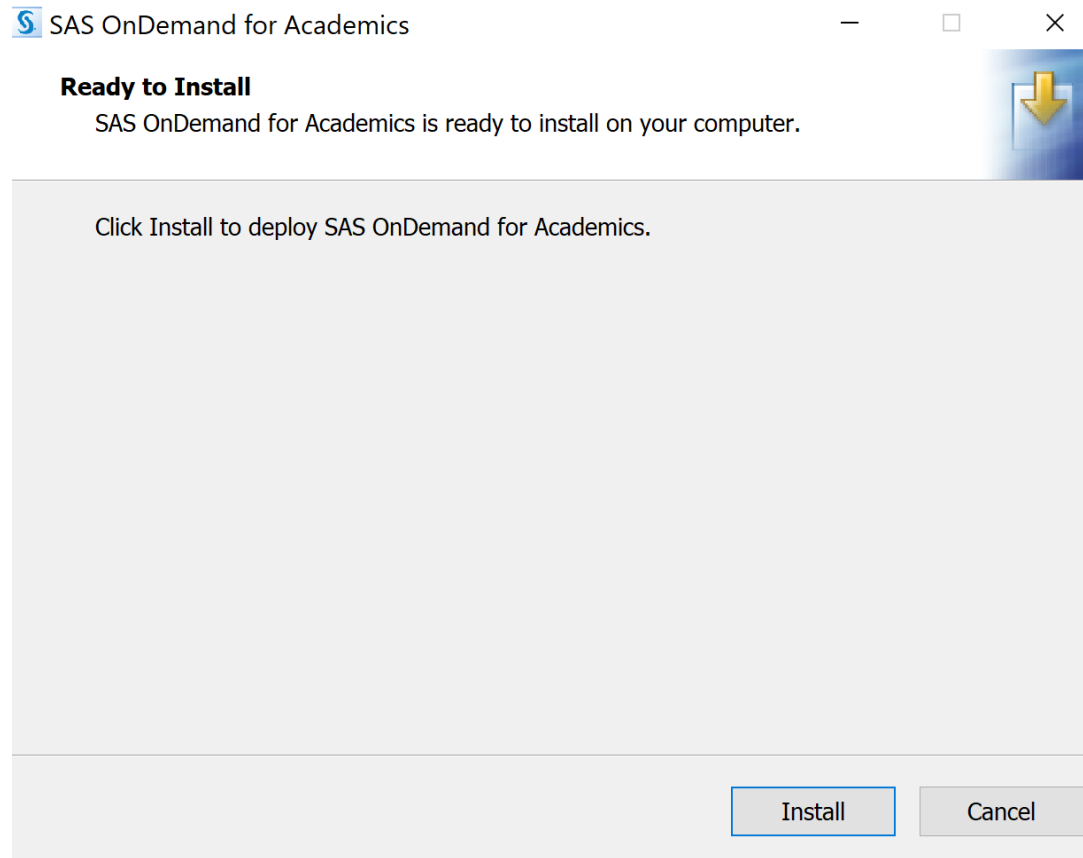 SAS OnDemand for Academics
Ready to Install
SAS OnDemand for Academics is ready to install on your computer.
Click Install to deploy SAS OnDemand for Academics.
Install Cancel